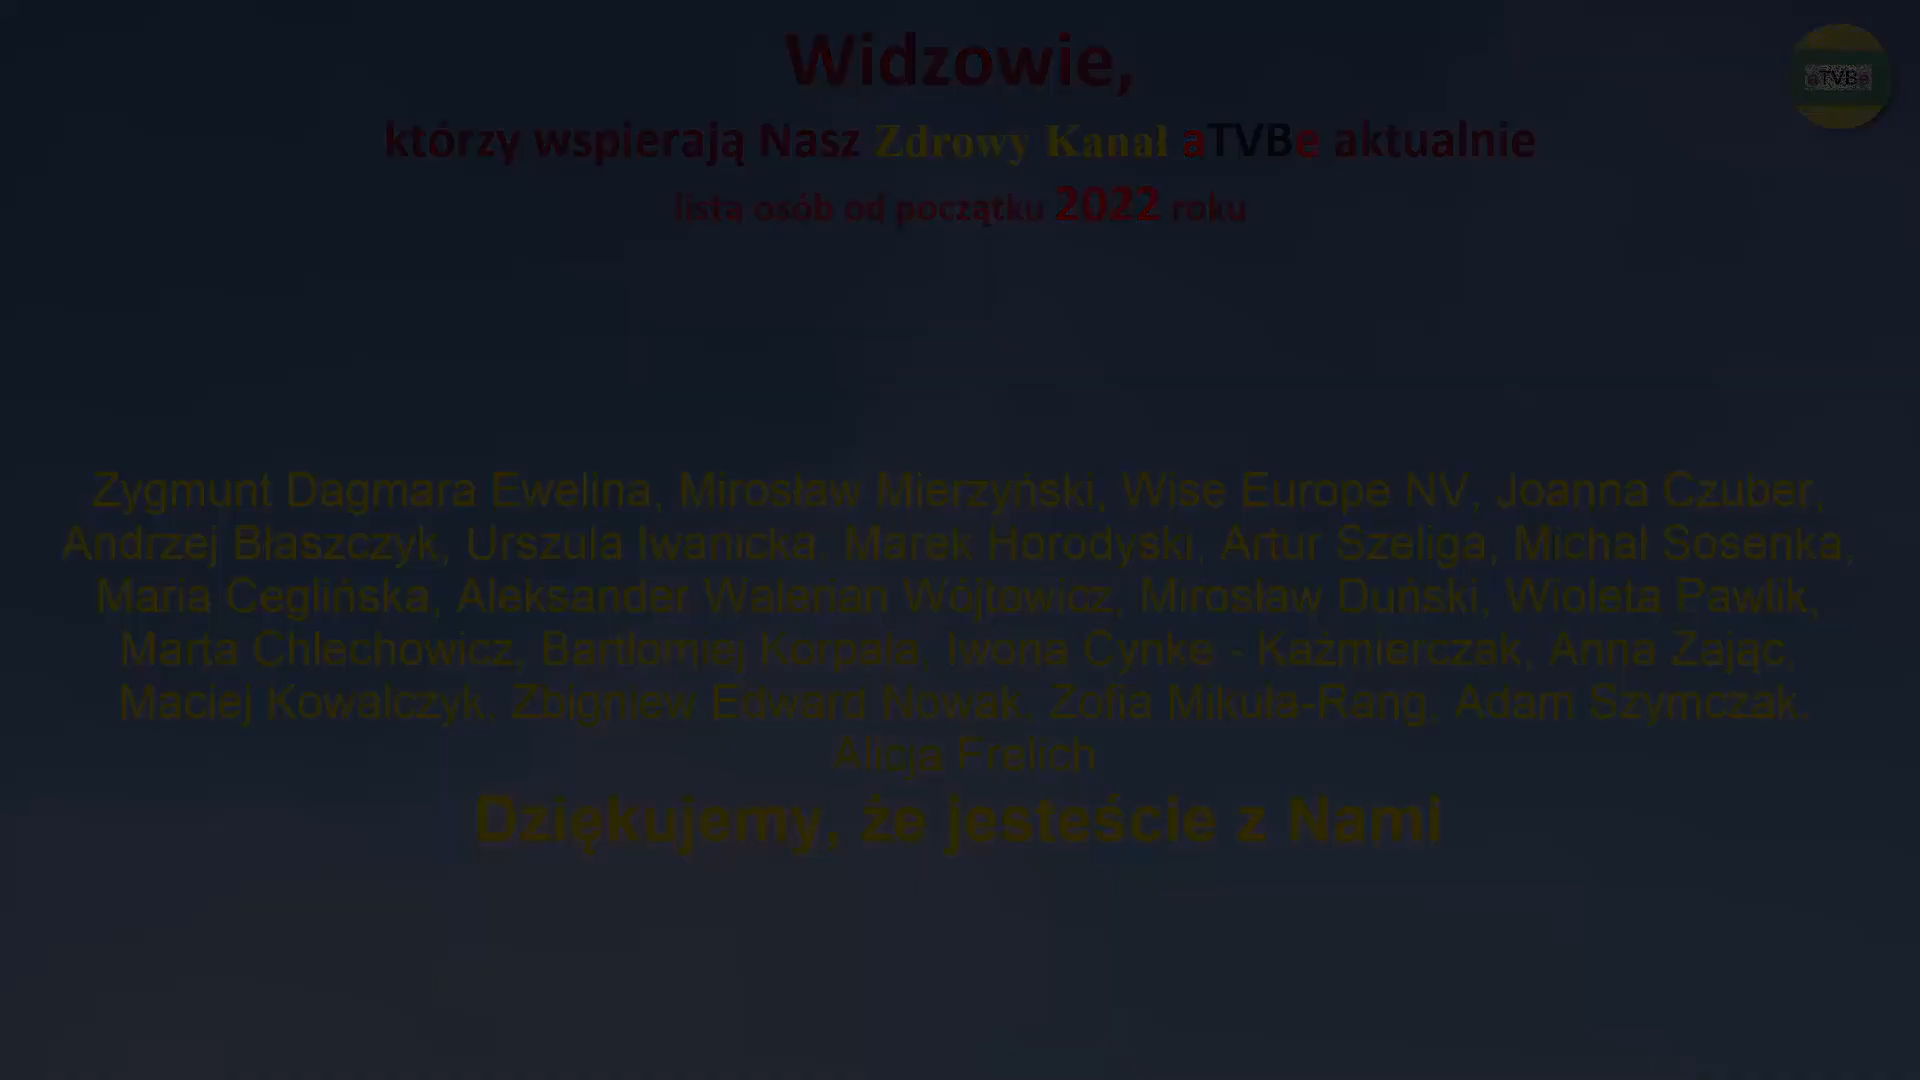 Widzowie,
aTVBe
którzy wspierają Nasz Zdrowy Kanał aTVBe aktualnie
lista osób od początku 2022 roku
Zygmunt Dagmara Ewelina, Mirosław Mierzyński, Wise Europe NV, Joanna Czuber,
Andrzej Błaszczyk, Urszula Iwanicka, Marek Horodyski, Artur Szeliga, Michał Sosenka,
Maria Ceglińska, Aleksander Walerian Wójtowicz, Mirosław Duński, Wioleta Pawlik,
Marta Chlechowicz, Bartłomiej Korpala, Iwona Cynke - Kaźmierczak, Anna Zając,
Maciej Kowalczyk, Zbigniew Edward Nowak, Zofia Mikuła-Rang, Adam Szymczak,
Alicja Frelich
Dziękujemy, że jesteście z Nami